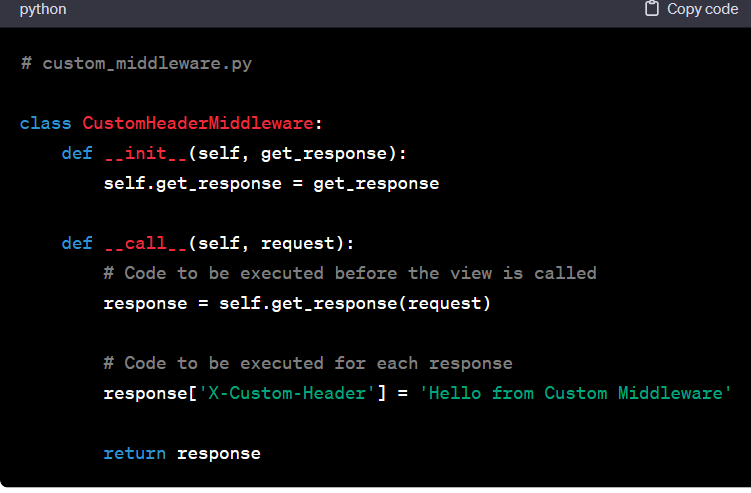 python
Copy code
# custom_middleware.py
class CustomHeaderMiddleware:
    def __init__(self, get_response):
        self.get_response = get_response
    def __call__(self, request):
        # Code to be executed before the view is called
        response = self.get_response(request)
        # Code to be executed for each response
        response['X-Custom-Header'] = 'Hello from Custom Middleware'
        return response